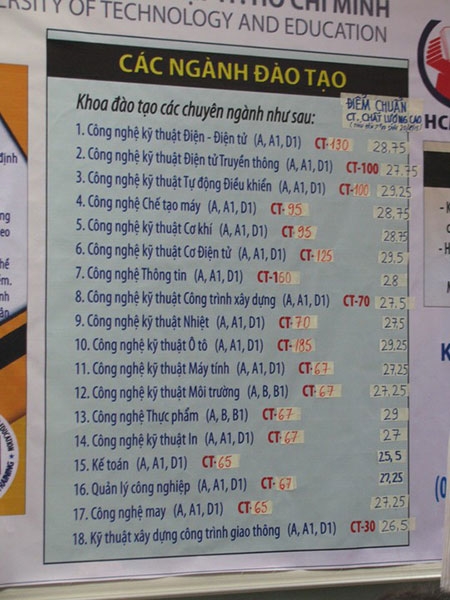 TP. HỒ CHÍ MINH
UNIVERSITY OF TECHNOLOGY AND EDUCATION
CÁC NGÀNH ĐÀO TẠO
Khoa đào tạo các chuyên ngành như sau:
ĐIỂM CHUẨN
CT. CHẤT LƯỢNG CAO
1. Công nghệ kỹ thuật Điện - Điện tử (A, A1, D1) CT-130 28.75
2. Công nghệ kỹ thuật Điện tử Truyền thông (A, A1, D1) CT-100 27.75
3. Công nghệ kỹ thuật Tự động Điều khiển (A, A1, D1) CT-100 29.25
4. Công nghệ Chế tạo máy (A, A1, D1) CT-95 28.75
5. Công nghệ kỹ thuật Cơ khí (A, A1, D1) CT-95 28.75
6. Công nghệ kỹ thuật Cơ Điện tử (A, A1, D1) CT-125 29.5
7. Công nghệ Thông tin (A, A1, D1) CT-160 28
8. Công nghệ kỹ thuật Công trình xây dựng (A, A1, D1) CT-70 27.5
9. Công nghệ kỹ thuật Nhiệt (A, A1, D1) CT-70 27.5
10. Công nghệ kỹ thuật Ô tô (A, A1, D1) CT-185 29.25
11. Công nghệ kỹ thuật Máy tính (A, A1, D1) CT-67 27.25
12. Công nghệ kỹ thuật Môi trường (A, B, B1) CT-67 27.25
13. Công nghệ Thực phẩm (A, B, B1) CT-67 29
14. Công nghệ kỹ thuật In (A, A1, D1) CT-67 27
15. Kế toán (A, A1, D1) CT-65 25,5
16. Quản lý công nghiệp (A, A1, D1) CT-67 27,25
17. Công nghệ may (A, A1, D1) CT-65 27.25
18. Kỹ thuật xây dựng công trình giao thông (A, A1, D1) CT-30 26.5